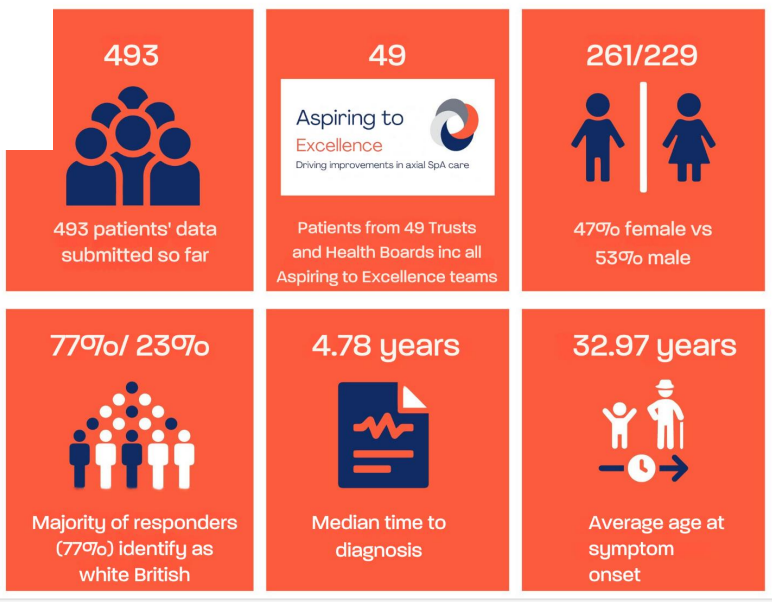 493
493 patients' data
submitted so far
49
Aspiring to
Excellence
Driving improvements in axial SpA care
Patients from 49 Trusts
and Health Boards inc all
Aspiring to Excellence teams
261/229
47% female vs
53% male
77%/ 23%
Majority of responders
(77%) identify as
white British
4.78 years
Median time to
diagnosis
32.97 years
Average age at
symptom
onset